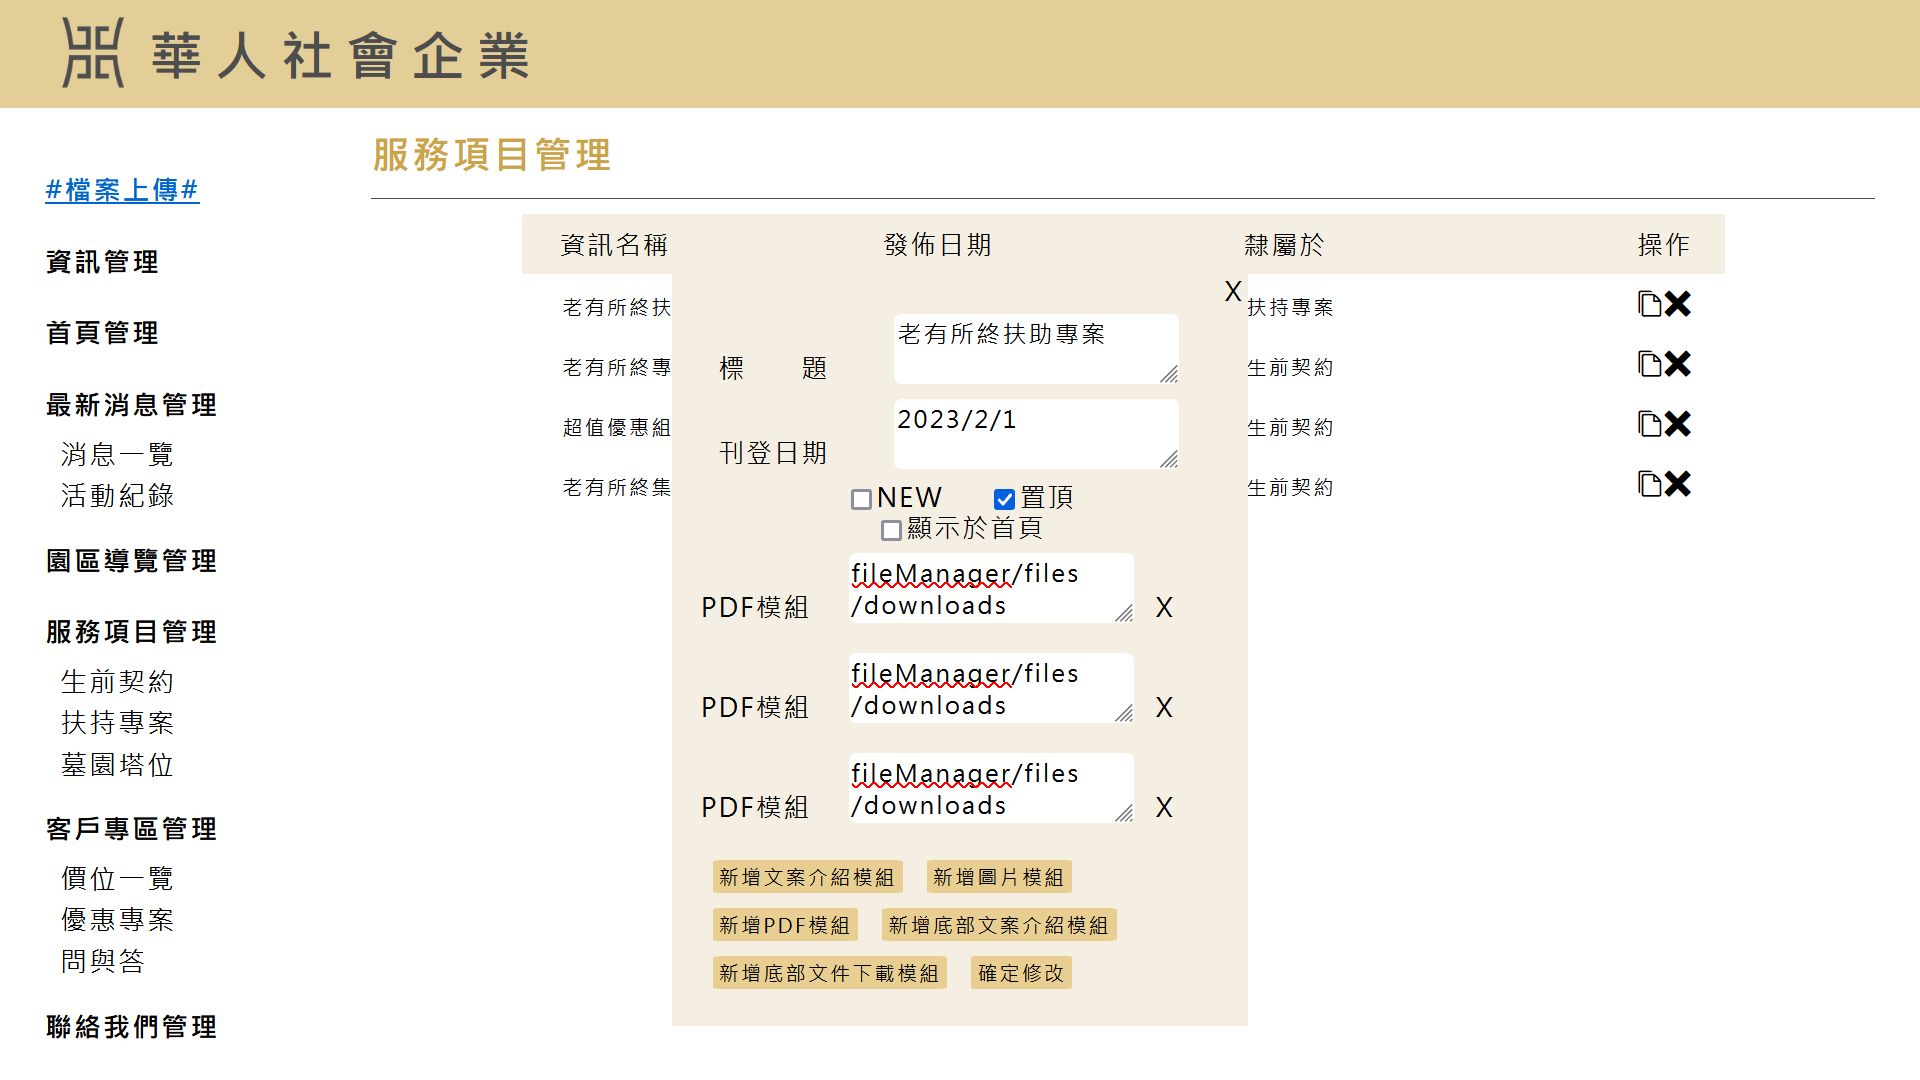 華人社會企業
服務項目管理
#檔案上傳#
資訊管理
首頁管理
最新消息管理
消息一覽
活動紀錄
園區導覽管理
服務項目管理
生前契約
扶持專案
墓園塔位
客戶專區管理
價位一覽
優惠專案
問與答
聯絡我們管理
資訊名稱 發佈日期 隸屬於 操作
老有所終扶 扶持專案
老有所終專 生前契約
超值優惠組 生前契約
老有所終集 生前契約
X
標 題 老有所終扶助專案
刊登日期 2023/2/1
NEW 置頂
顯示於首頁
PDF模組 fileManager/files
/downloads X
PDF模組 fileManager/files
/downloads X
PDF模組 fileManager/files
/downloads X
新增文案介紹模組 新增圖片模組
新增PDF模組 新增底部文案介紹模組
新增底部文件下載模組 確定修改